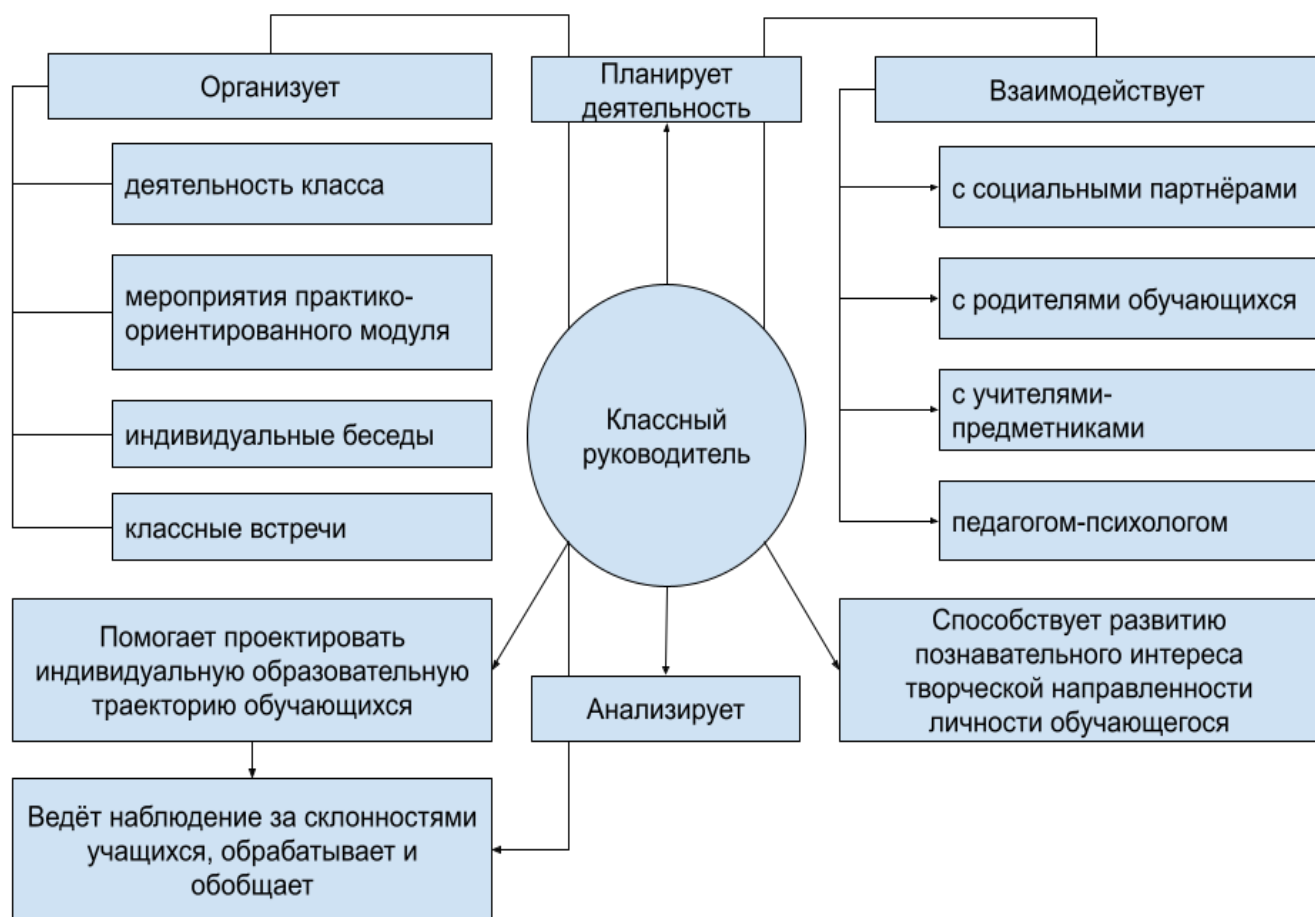 Организует
Планирует
деятельность
Взаимодействует
деятельность класса
мероприятия практико-
ориентированного модуля
индивидуальные беседы
классные встречи
Классный
руководитель
с социальными партнёрами
с родителями обучающихся
с учителями-
предметниками
педагогом-психологом
Помогает проектировать
индивидуальную образовательную
траекторию обучающихся
Анализирует
Способствует развитию
познавательного интереса
творческой направленности
личности обучающегося
Ведёт наблюдение за склонностями
учащихся, обрабатывает и
обобщает